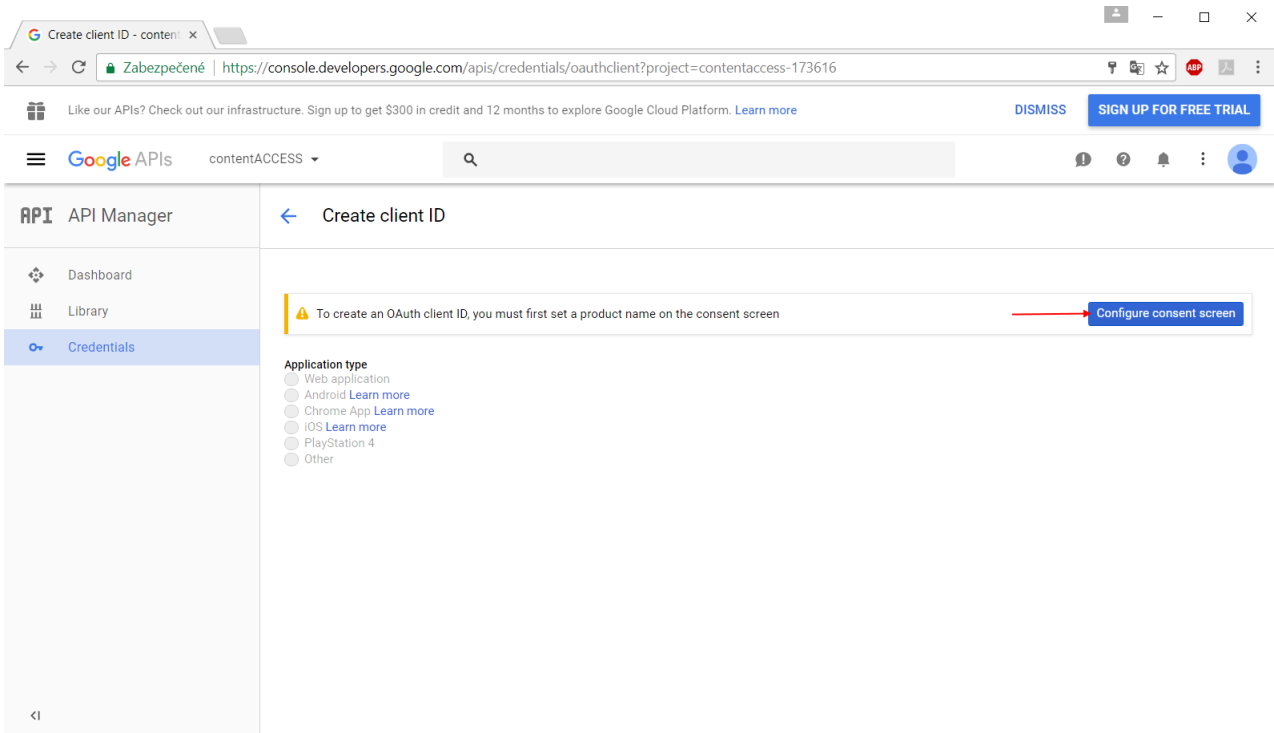 Create client ID - content
Zabezpečené | https://console.developers.google.com/apis/credentials/oauthclient?project=contentaccess-173616
ABP
Like our APIs? Check out our infrastructure. Sign up to get $300 in credit and 12 months to explore Google Cloud Platform. Learn more DISMISS SIGN UP FOR FREE TRIAL
Google APIs contentACCESS
API API Manager
Create client ID
Dashboard
Library
Credentials
To create an OAuth client ID, you must first set a product name on the consent screen Configure consent screen
Application type
Web application
Android Learn more
Chrome App Learn more
iOS Learn more
PlayStation 4
Other